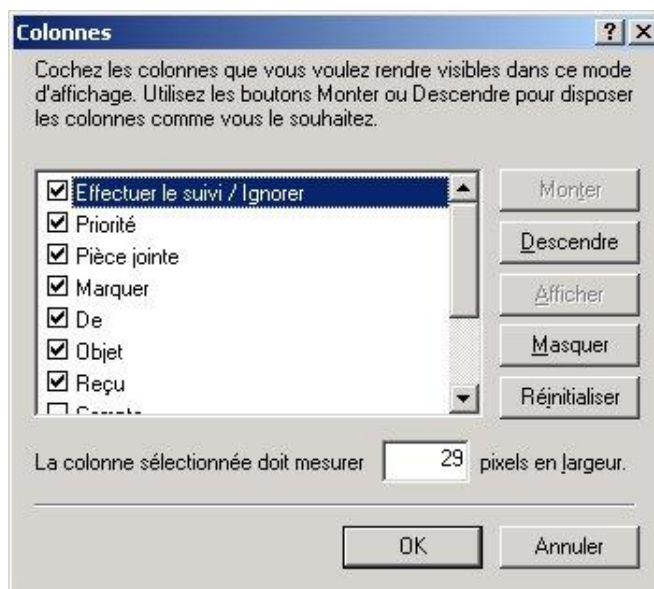 Colonnes
Cochez les colonnes que vous voulez rendre visibles dans ce mode
d'affichage. Utilisez les boutons Monter ou Descendre pour disposer
les colonnes comme vous le souhaitez.
Effectuer le suivi / Ignorer
Monter
Priorité
Descendre
Pièce jointe
Afficher
Marquer
De
Masquer
Objet
Reçu
Réinitialiser
La colonne sélectionnée doit mesurer 29 pixels en largeur.
OK
Annuler